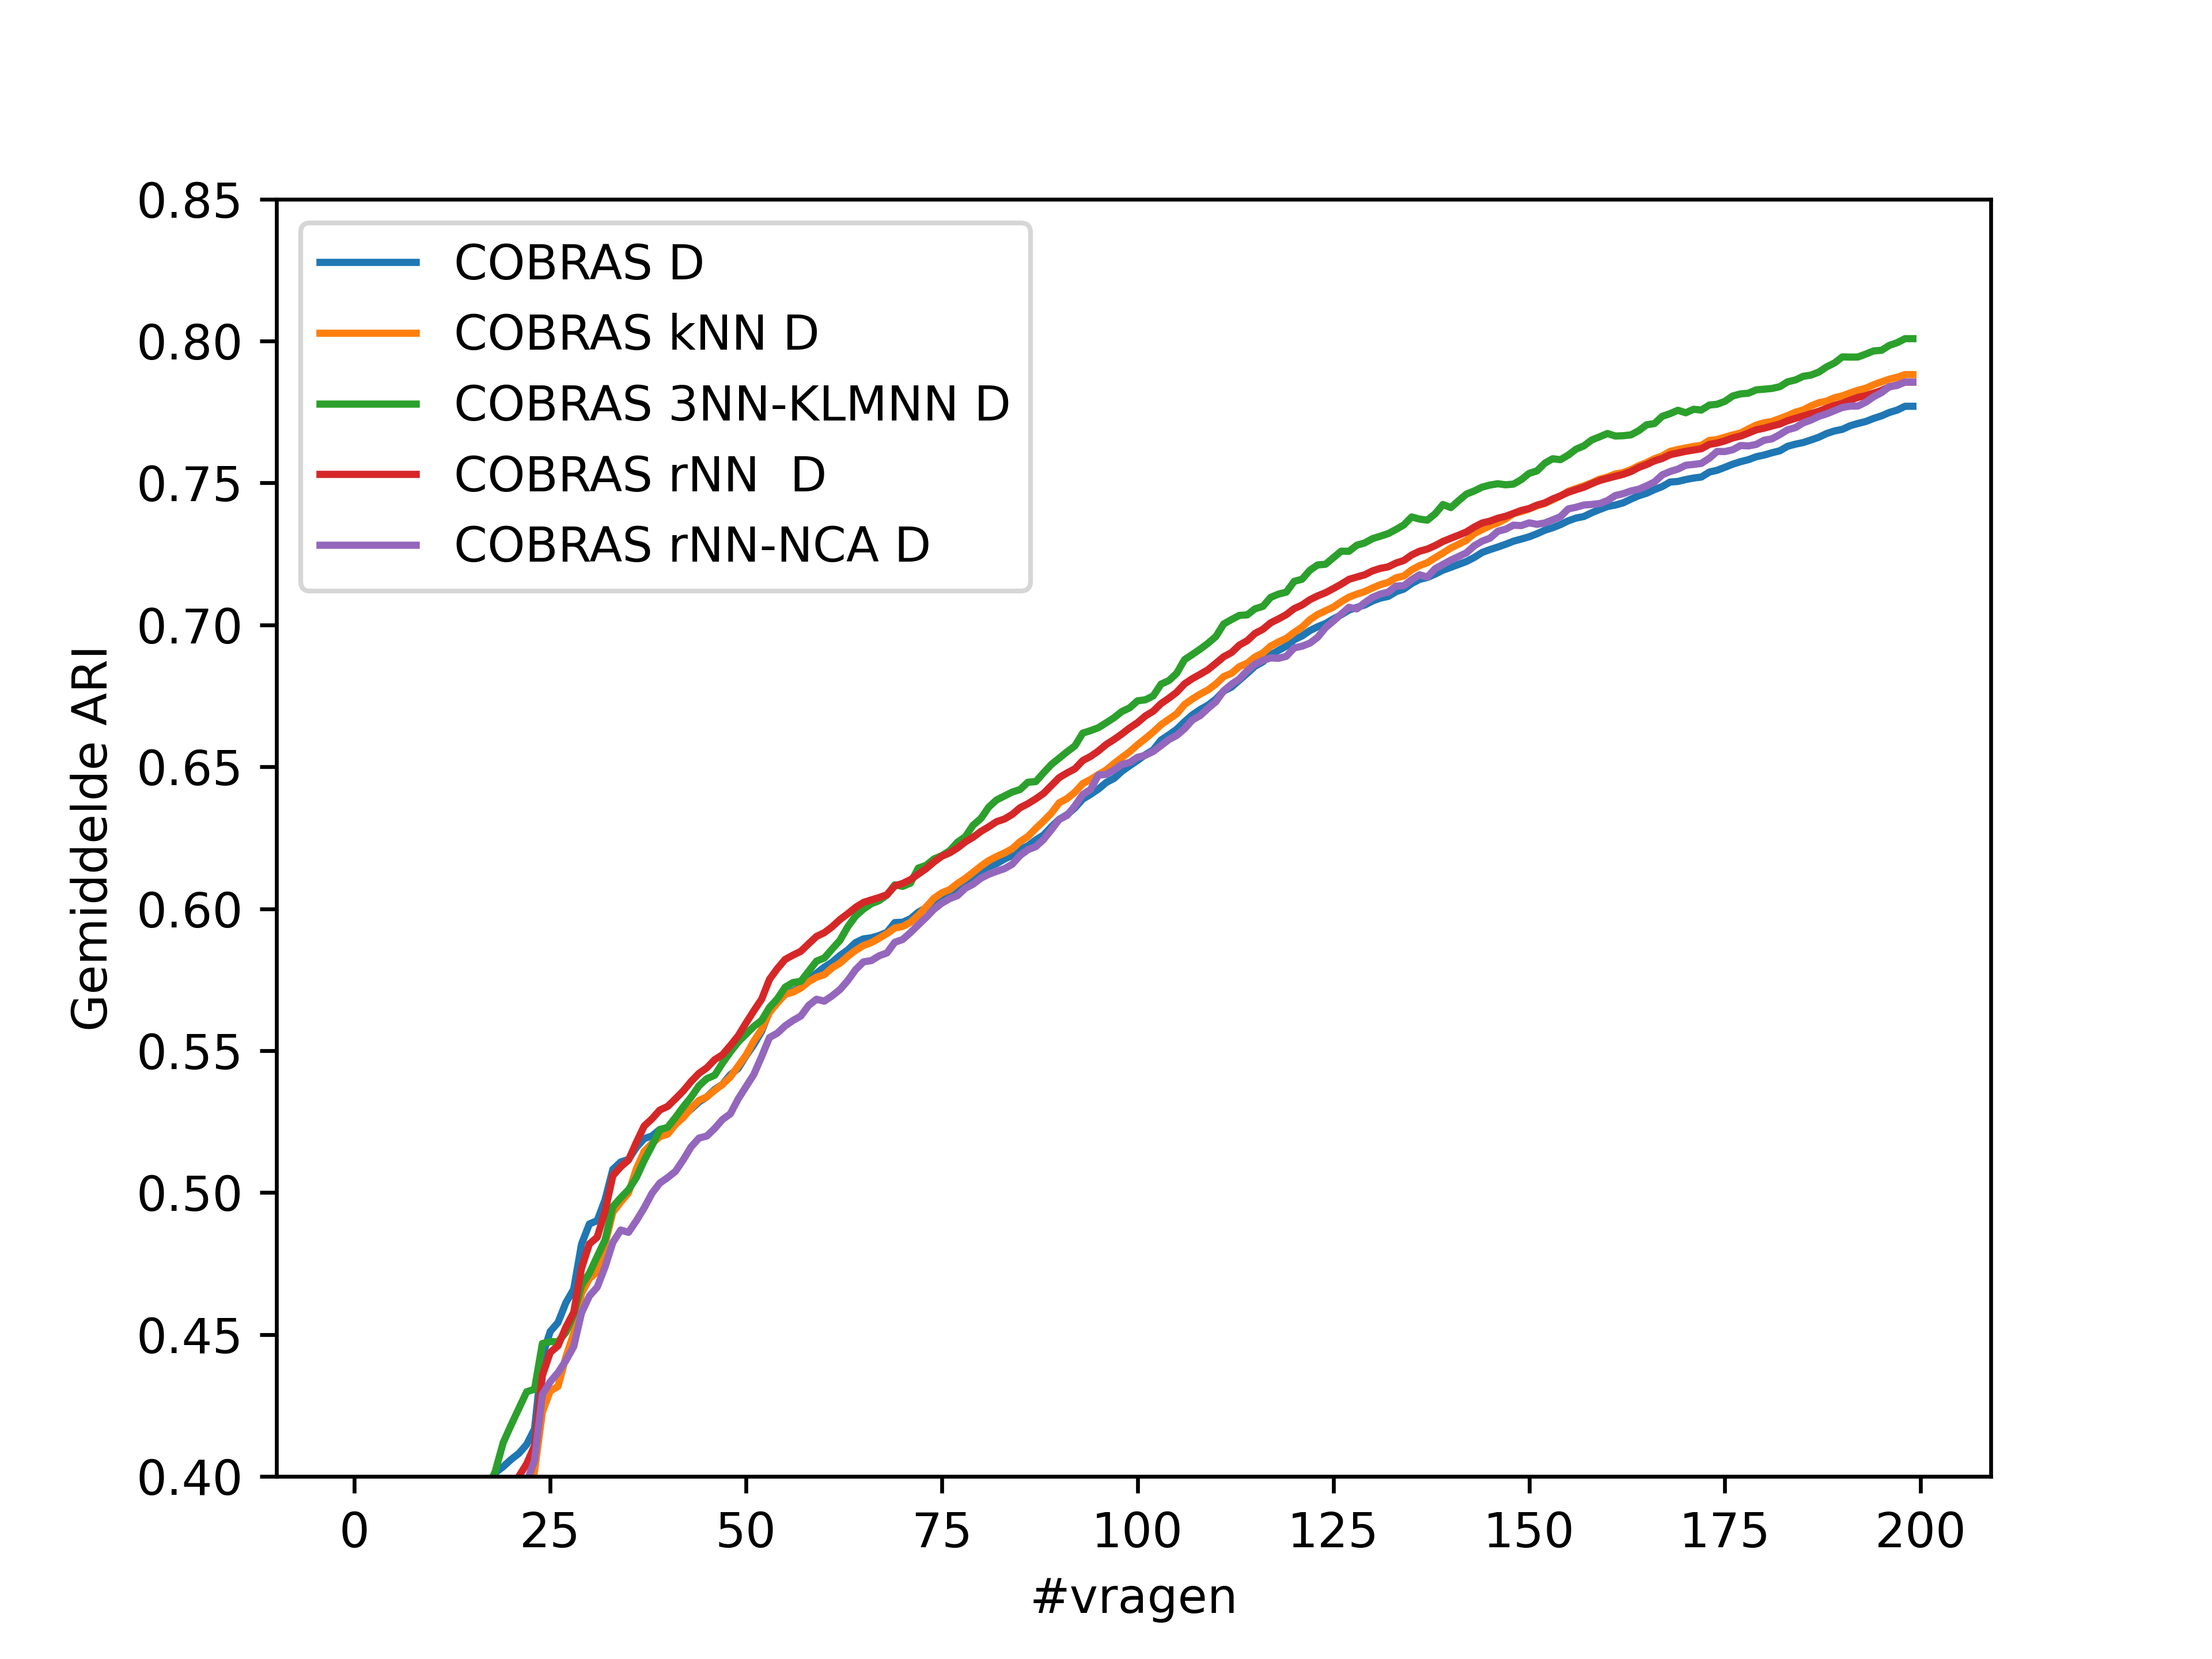 0.85
0.80
0.75
0.70
0.65
0.60
0.55
0.50
0.45
0.40
Gemiddelde ARI
COBRAS D
COBRAS kNN D
COBRAS 3NN-KLMNN D
COBRAS rNN  D
COBRAS rNN-NCA D
0 25 50 75 100 125 150 175 200
#vragen